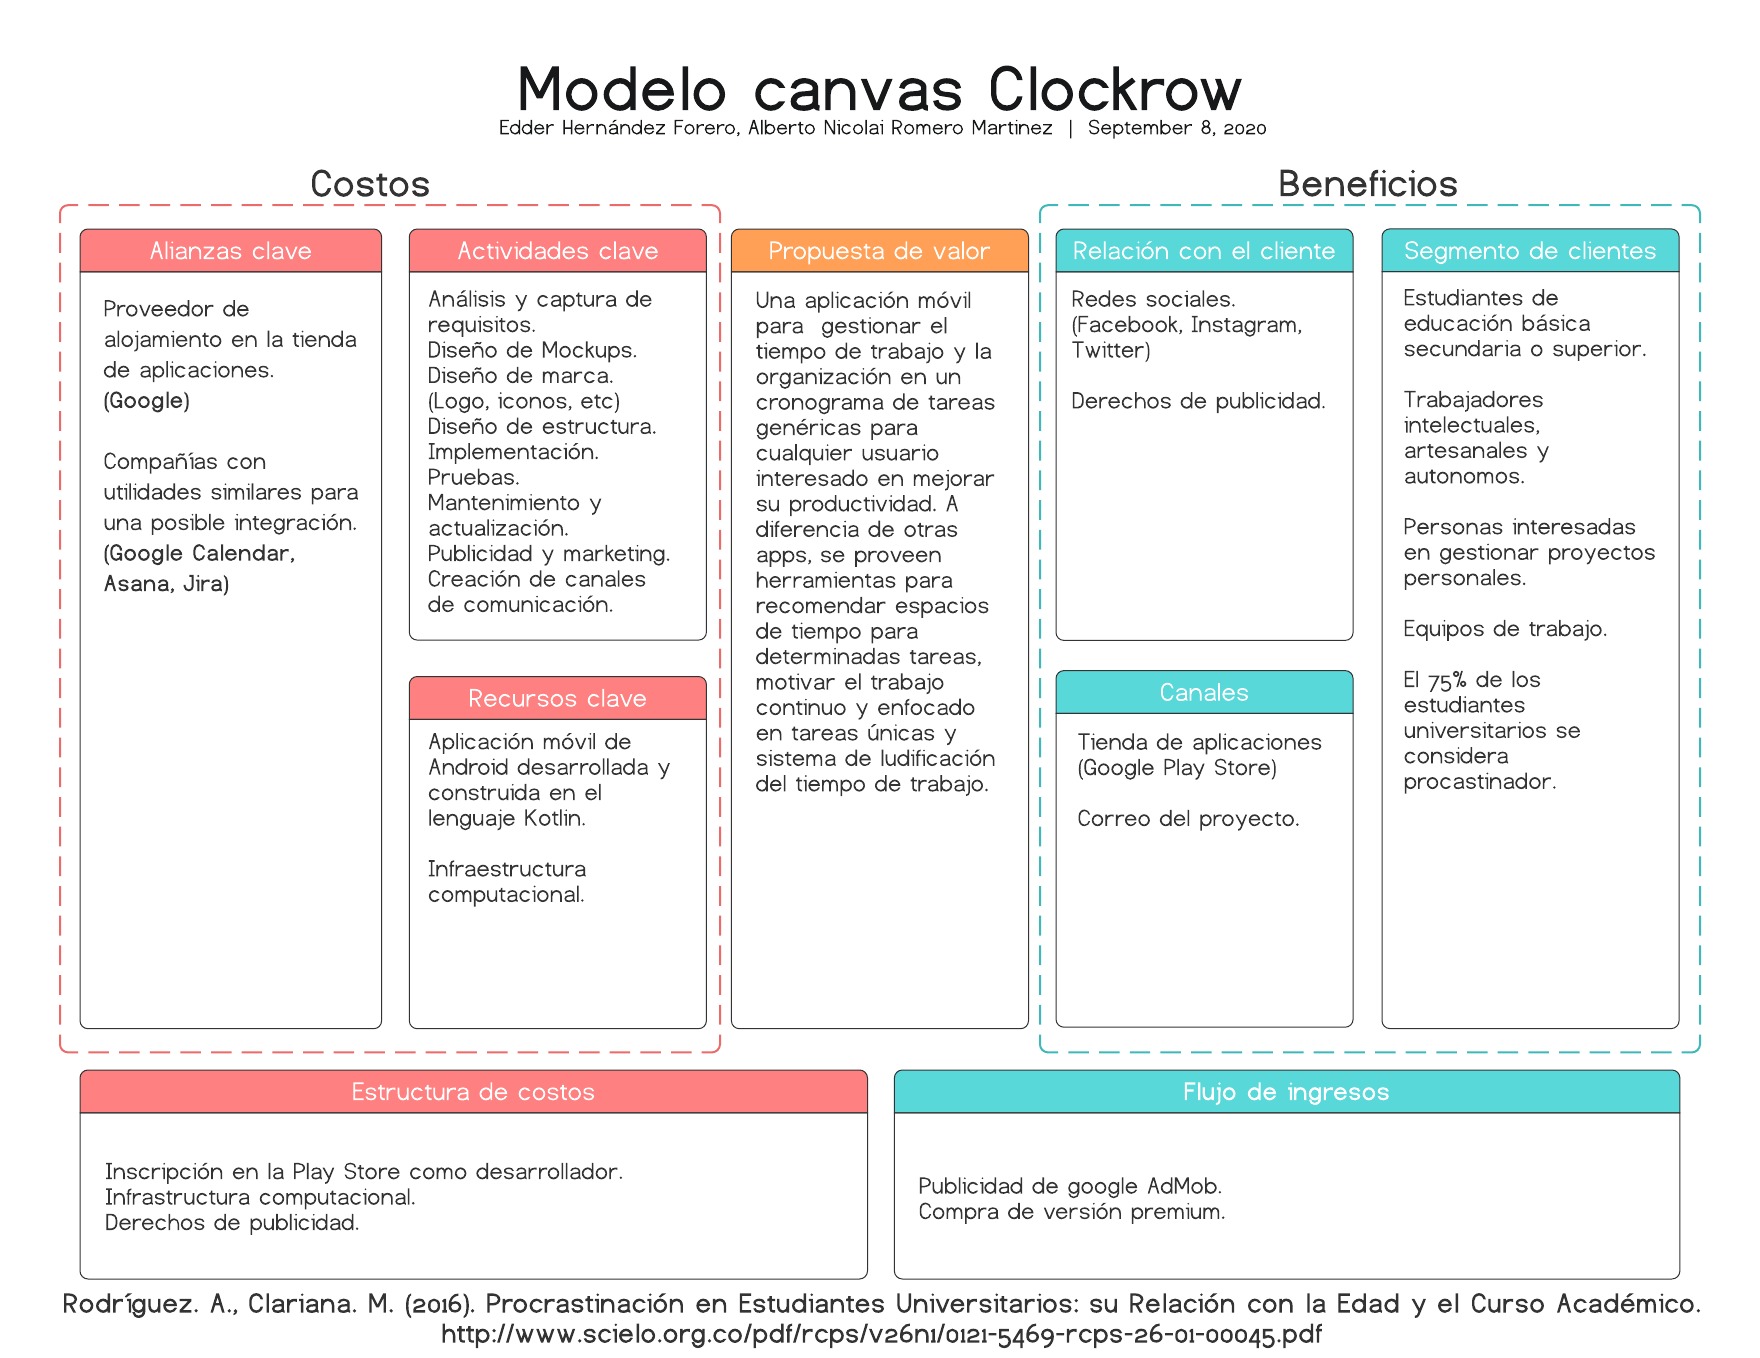 Modelo canvas Clockrow
Edder Hernández Forero, Alberto Nicolai Romero Martinez | September 8, 2020
Costos
Beneficios
Alianzas clave
Proveedor de
alojamiento en la tienda
de aplicaciones.
(Google)
Compañías con
utilidades similares para
una posible integración.
(Google Calendar,
Asana, Jira)
Actividades clave
Análisis y captura de
requisitos.
Diseño de Mockups.
Diseño de marca.
(Logo, iconos, etc)
Diseño de estructura.
Implementación.
Pruebas.
Mantenimiento y
actualización.
Publicidad y marketing.
Creación de canales
de comunicación.
Recursos clave
Aplicación móvil de
Android desarrollada y
construida en el
lenguaje Kotlin.
Infraestructura
computacional.
Propuesta de valor
Una aplicación móvil
para gestionar el
tiempo de trabajo y la
organización en un
cronograma de tareas
genéricas para
cualquier usuario
interesado en mejorar
su productividad. A
diferencia de otras
apps, se proveen
herramientas para
recomendar espacios
de tiempo para
determinadas tareas,
motivar el trabajo
continuo y enfocado
en tareas únicas y
sistema de ludificación
del tiempo de trabajo.
Relación con el cliente
Redes sociales.
(Facebook, Instagram,
Twitter)
Derechos de publicidad.
Canales
Tienda de aplicaciones
(Google Play Store)
Correo del proyecto.
Segmento de clientes
Estudiantes de
educación básica
secundaria o superior.
Trabajadores
intelectuales,
artesanales y
autonomos.
Personas interesadas
en gestionar proyectos
personales.
Equipos de trabajo.
El 75% de los
estudiantes
universitarios se
considera
procastinador.
Estructura de costos
Inscripción en la Play Store como desarrollador.
Infrastructura computacional.
Derechos de publicidad.
Flujo de ingresos
Publicidad de google AdMob.
Compra de versión premium.
Rodríguez. A., Clariana. M. (2016). Procrastinación en Estudiantes Universitarios: su Relación con la Edad y el Curso Académico.
http://www.scielo.org.co/pdf/rcps/v26n1/0121-5469-rcps-26-01-00045.pdf